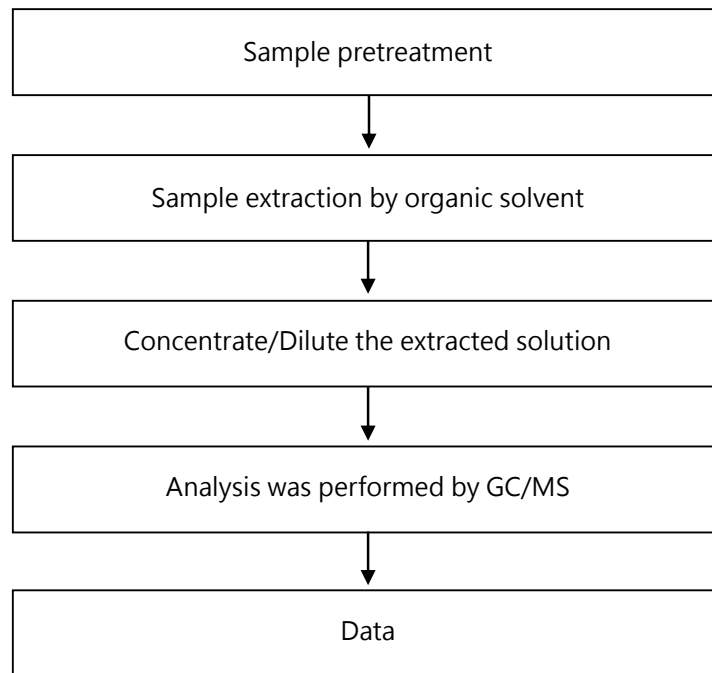 Sample pretreatment
Sample extraction by organic solvent
Concentrate/Dilute the extracted solution
Analysis was performed by GC/MS
Data